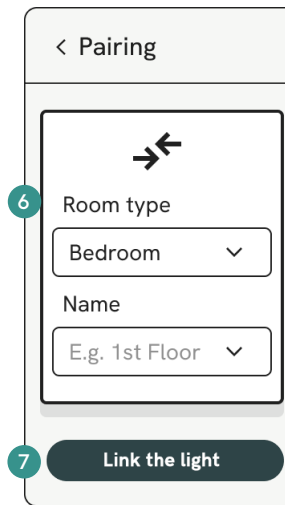 < Pairing
6
Room type
Bedroom
Name
E.g. 1st Floor
7
Link the light